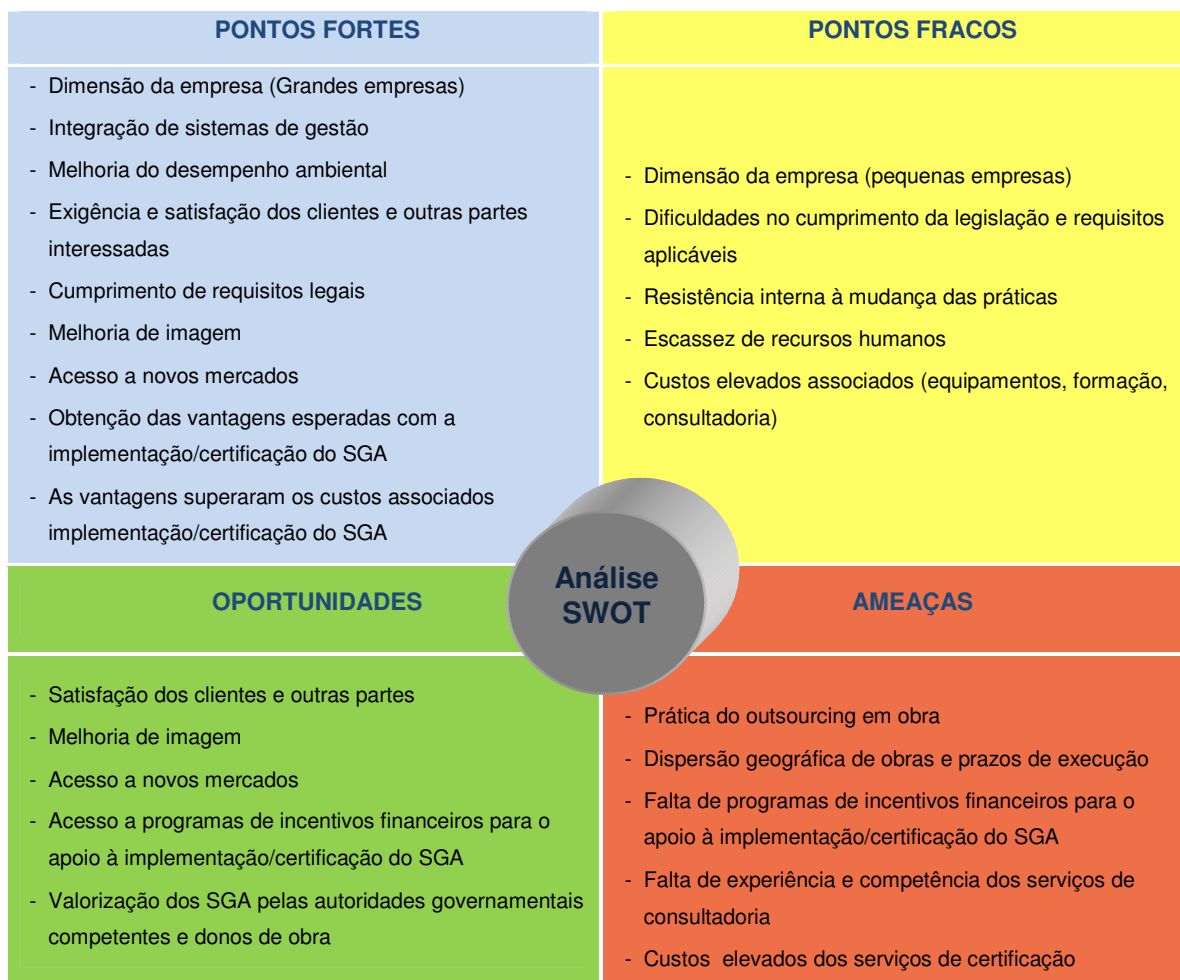 PONTOS FORTES
- Dimensão da empresa (Grandes empresas)
- Integração de sistemas de gestão
- Melhoria do desempenho ambiental
- Exigência e satisfação dos clientes e outras partes
interessadas
- Cumprimento de requisitos legais
- Melhoria de imagem
- Acesso a novos mercados
- Obtenção das vantagens esperadas com a
implementação/certificação do SGA
- As vantagens superaram os custos associados
implementação/certificação do SGA
PONTOS FRACOS
- Dimensão da empresa (pequenas empresas)
- Dificuldades no cumprimento da legislação e requisitos
aplicáveis
- Resistência interna à mudança das práticas
- Escassez de recursos humanos
- Custos elevados associados (equipamentos, formação,
consultadoria)
Análise
SWOT
OPORTUNIDADES
- Satisfação dos clientes e outras partes
- Melhoria de imagem
- Acesso a novos mercados
- Acesso a programas de incentivos financeiros para o
apoio à implementação/certificação do SGA
- Valorização dos SGA pelas autoridades governamentais
competentes e donos de obra
AMEAÇAS
- Prática do outsourcing em obra
- Dispersão geográfica de obras e prazos de execução
- Falta de programas de incentivos financeiros para o
apoio à implementação/certificação do SGA
- Falta de experiência e competência dos serviços de
consultadoria
- Custos elevados dos serviços de certificação